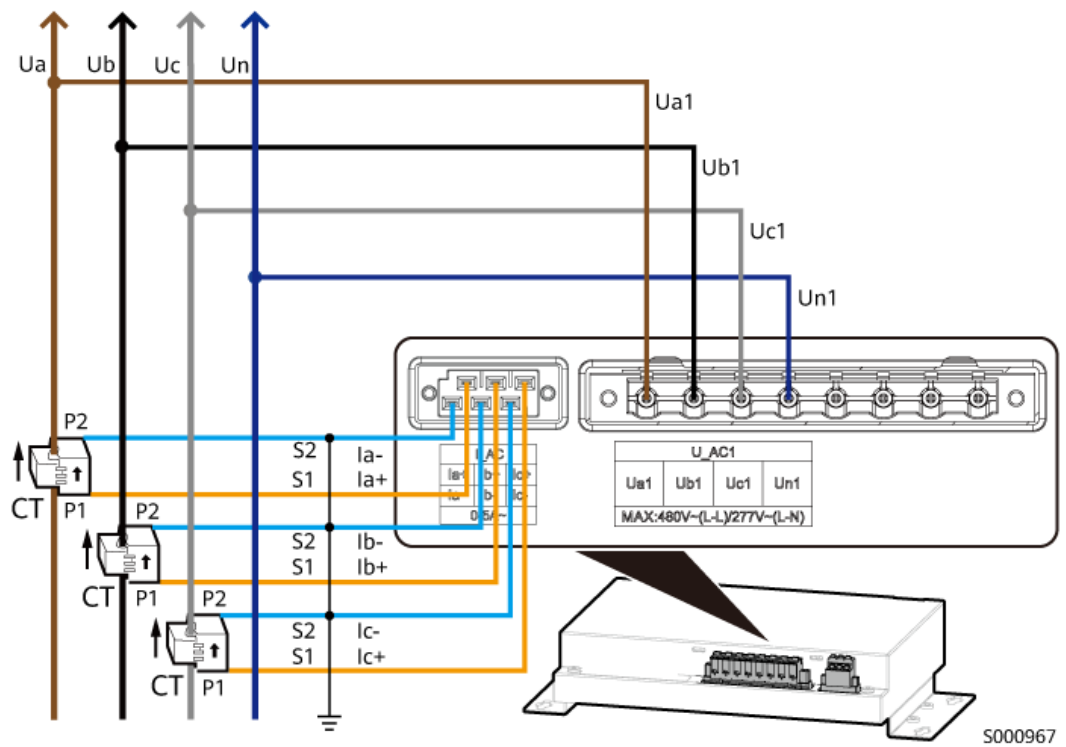 Ua Ub Uc Un
Ua1
Ub1
Uc1
Un1
P2
S2 Ia-
S1 Ia+
CT P1
P2
S2 Ib-
S1 Ib+
CT P1
P2
S2 Ic-
S1 Ic+
CT P1
U_AC1
Ua1 Ub1 Uc1 Un1
MAX:480V~(L-L)/277V~(L-N)
S000967